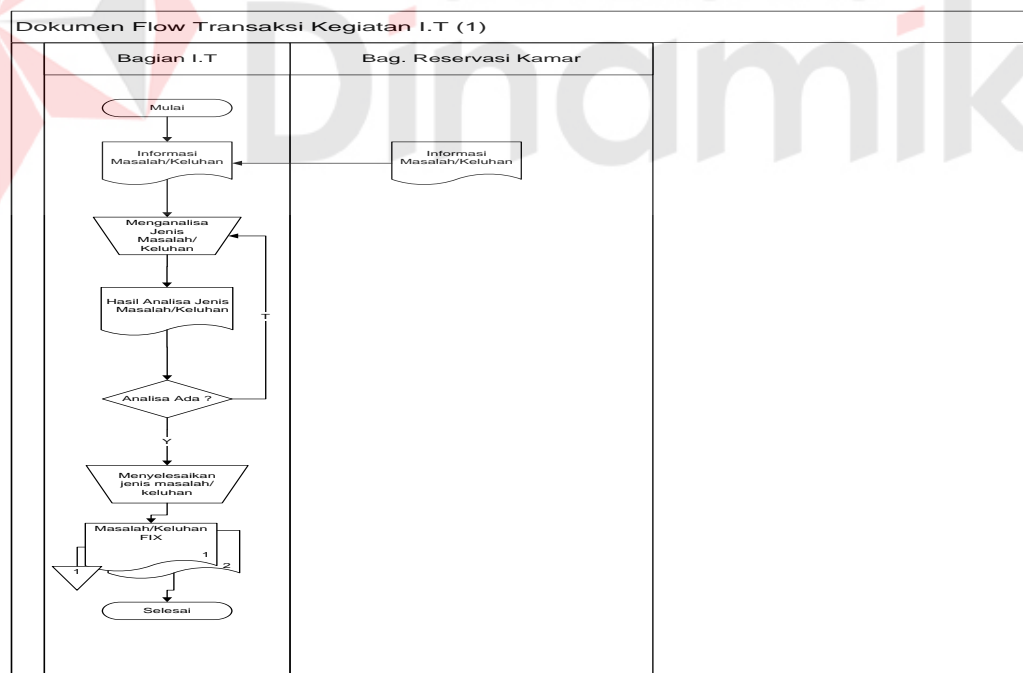 Dokumen Flow Transaksi Kegiatan I.T (1)
Bagian I.T
Bag. Reservasi Kamar
Mulai
Informasi
Masalah/Keluhan
Informasi
Masalah/Keluhan
Menganalisa
Jenis
Masalah/
Keluhan
Hasil Analisa Jenis
Masalah/Keluhan
T
Analisa Ada ?
Y
Menyelesaikan
jenis masalah/
keluhan
Masalah/Keluhan
FIX
1
2
1
Selesai
Dinamik